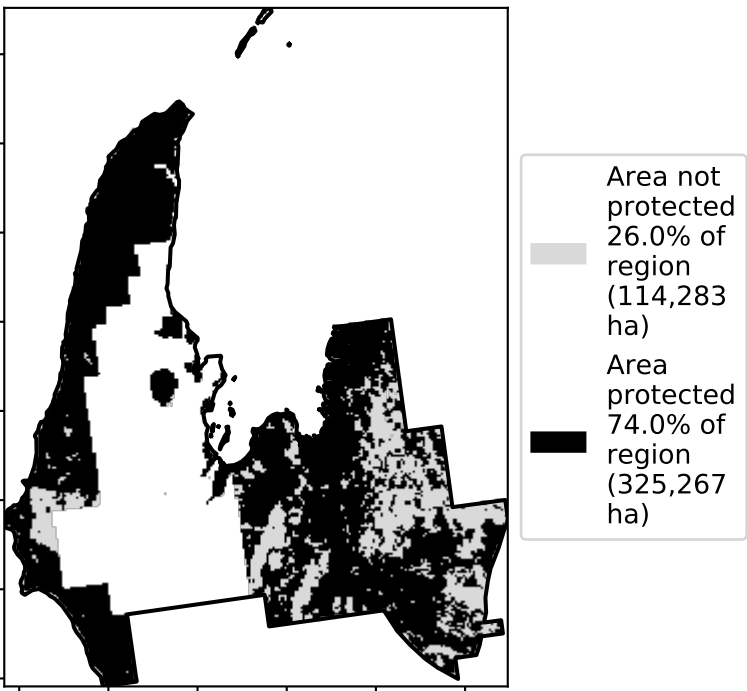 Area not
protected
26.0% of
region
(114,283
ha)
Area
protected
74.0% of
region
(325,267
ha)